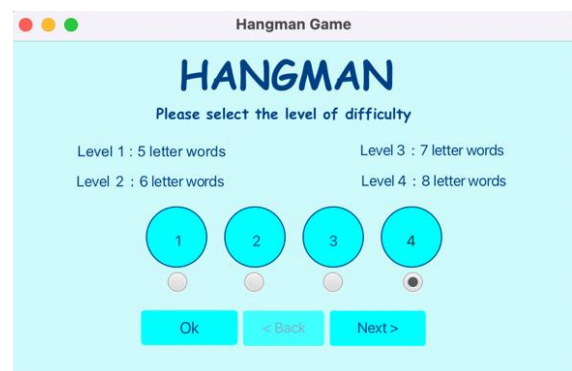 Hangman Game
HANGMAN
Please select the level of difficulty
Level 1 : 5 letter words
Level 3 : 7 letter words
Level 2 : 6 letter words
Level 4 : 8 letter words
1 2 3 4
Ok < Back Next >